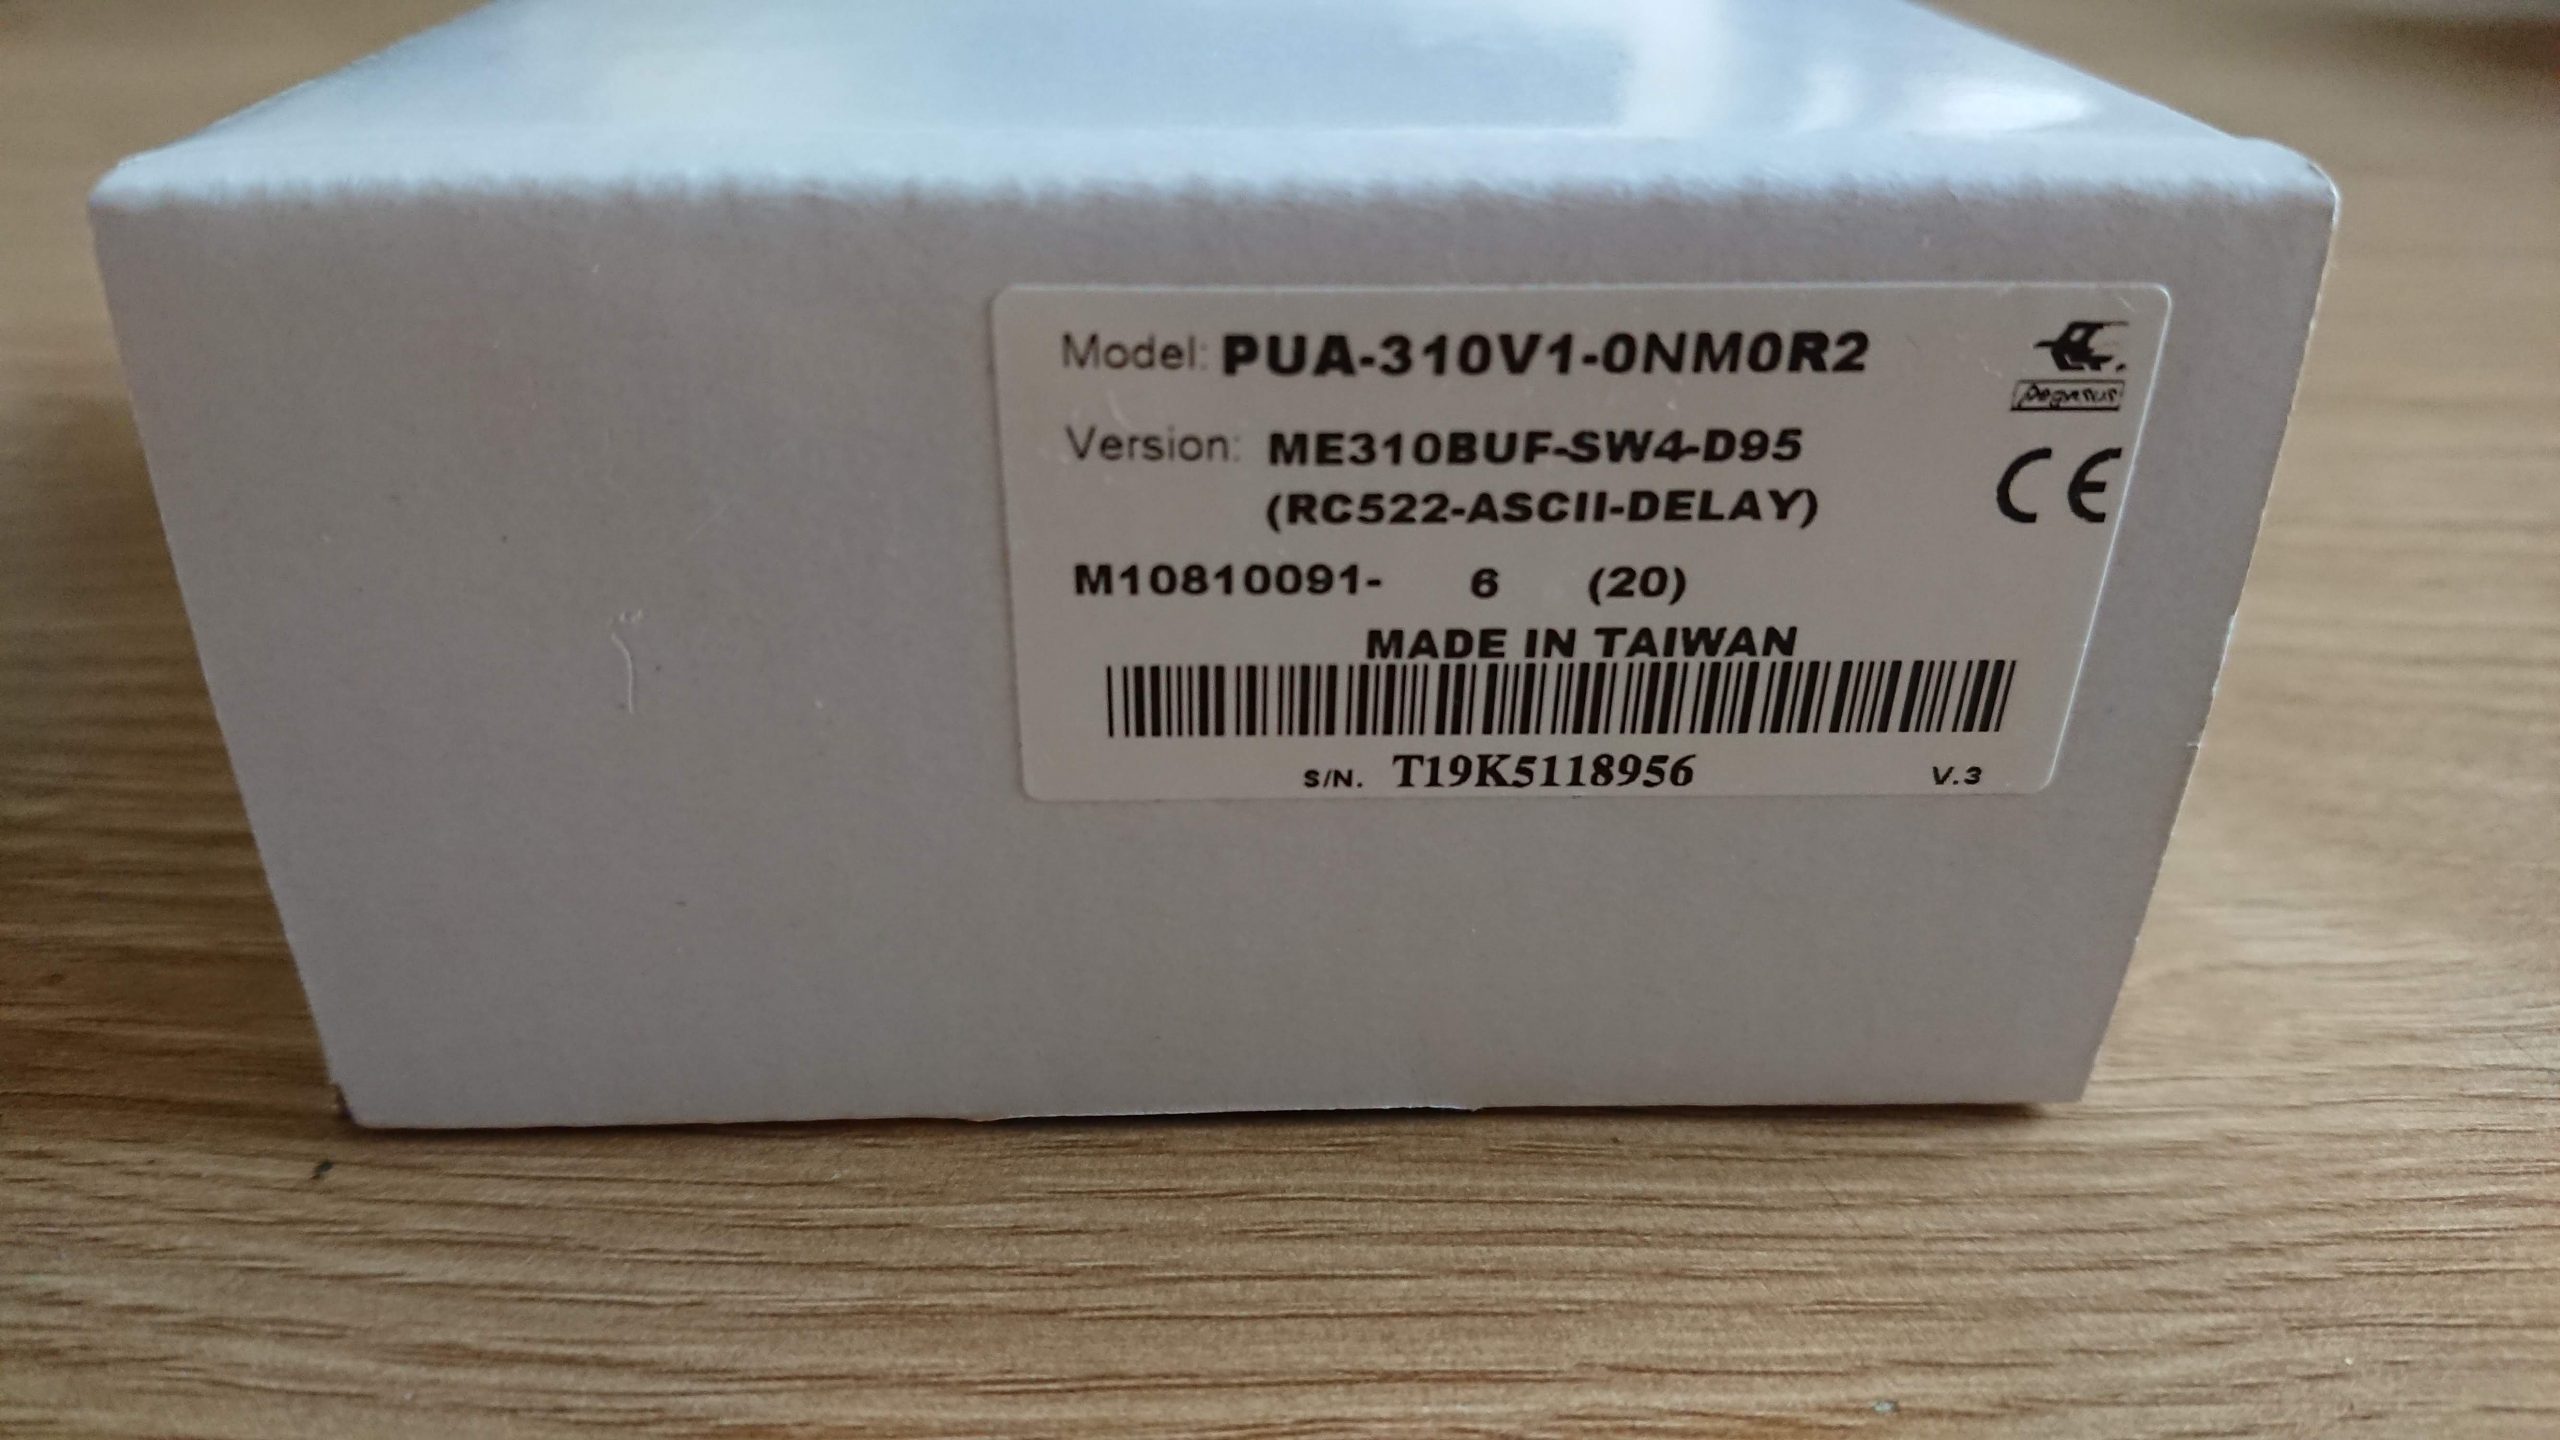 Model: PUA-310V1-0NM0R2
pegasus
Version: ME310BUF-SW4-D95
(RC522-ASCII-DELAY)
CE
M10810091- 6 (20)
MADE IN TAIWAN
S/N. T19K5118956 V.3